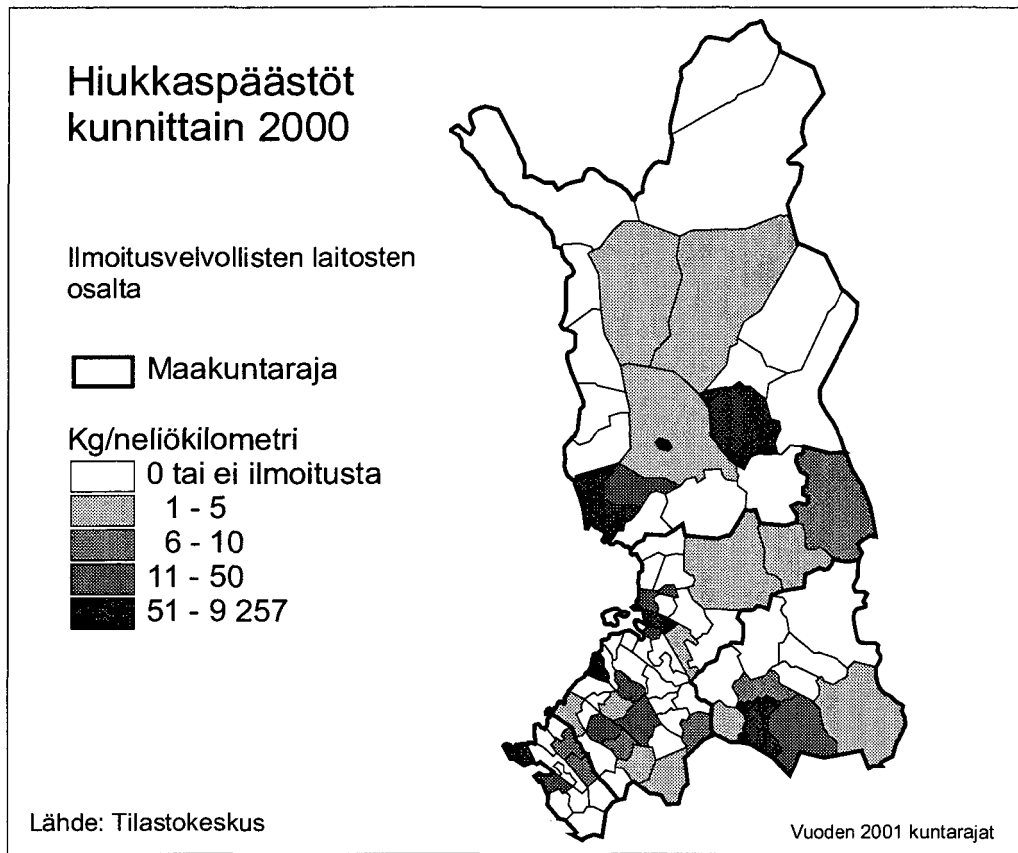 Hiukkaspäästöt
kunnittain 2000
Ilmoitusvelvollisten laitosten
osalta
Maakuntaraja
Kg/neliökilometri
0 tai ei ilmoitusta
1 - 5
6 - 10
11 - 50
51 - 9 257
Lähde: Tilastokeskus
Vuoden 2001 kuntarajat